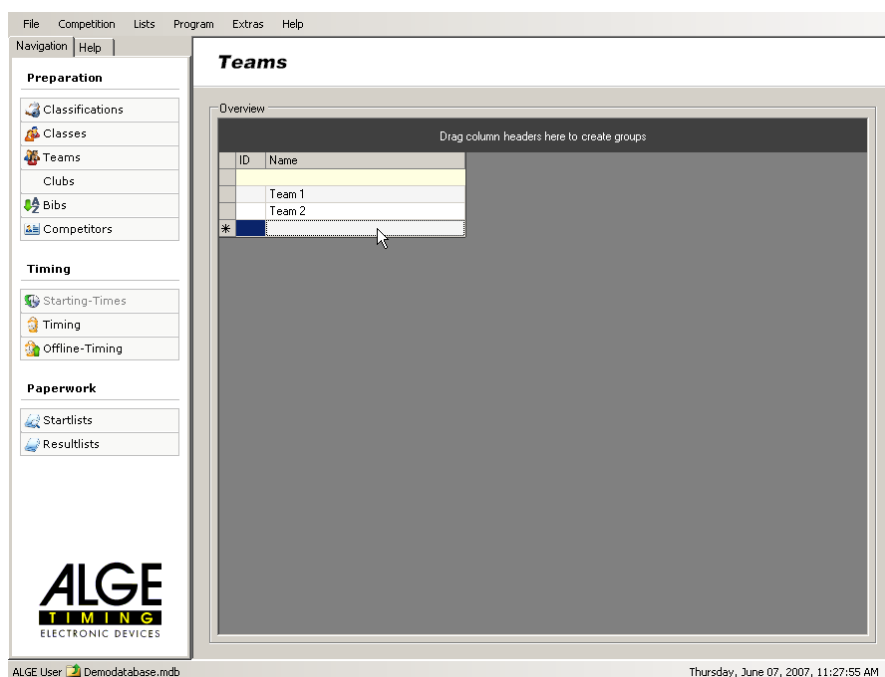 File Competition Lists Program Extras Help
Navigation Help
Teams
Preparation
Overview
Classifications
Classes
Teams
Clubs
Bibs
Competitors
Drag column headers here to create groups
ID Name
Team 1
Team 2
*
Timing
Starting-Times
Timing
Offline-Timing
Paperwork
Startlists
Resultlists
ALGE
TIMING
ELECTRONIC DEVICES
ALGE User Demodatabase.mdb
Thursday, June 07, 2007, 11:27:55 AM